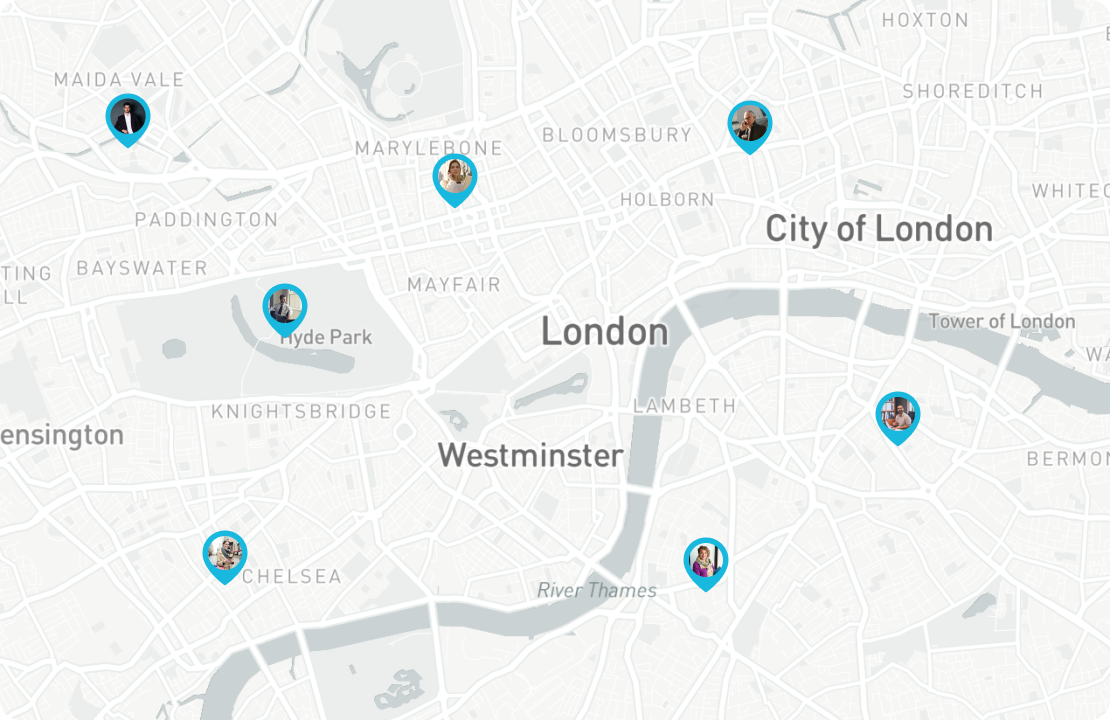 HOXTON
MAIDA VALE
SHOREDITCH
BLOOMSBURY
MARYLEBONE
WHITEC
HOLBORN
PADDINGTON
City of London
TING
LL
BAYSWATER
MAYFAIR
Tower of London
London
Hyde Park
WA
LAMBETH
KNIGHTSBRIDGE
ensington
Westminster
BERMON
CHELSEA
River Thames